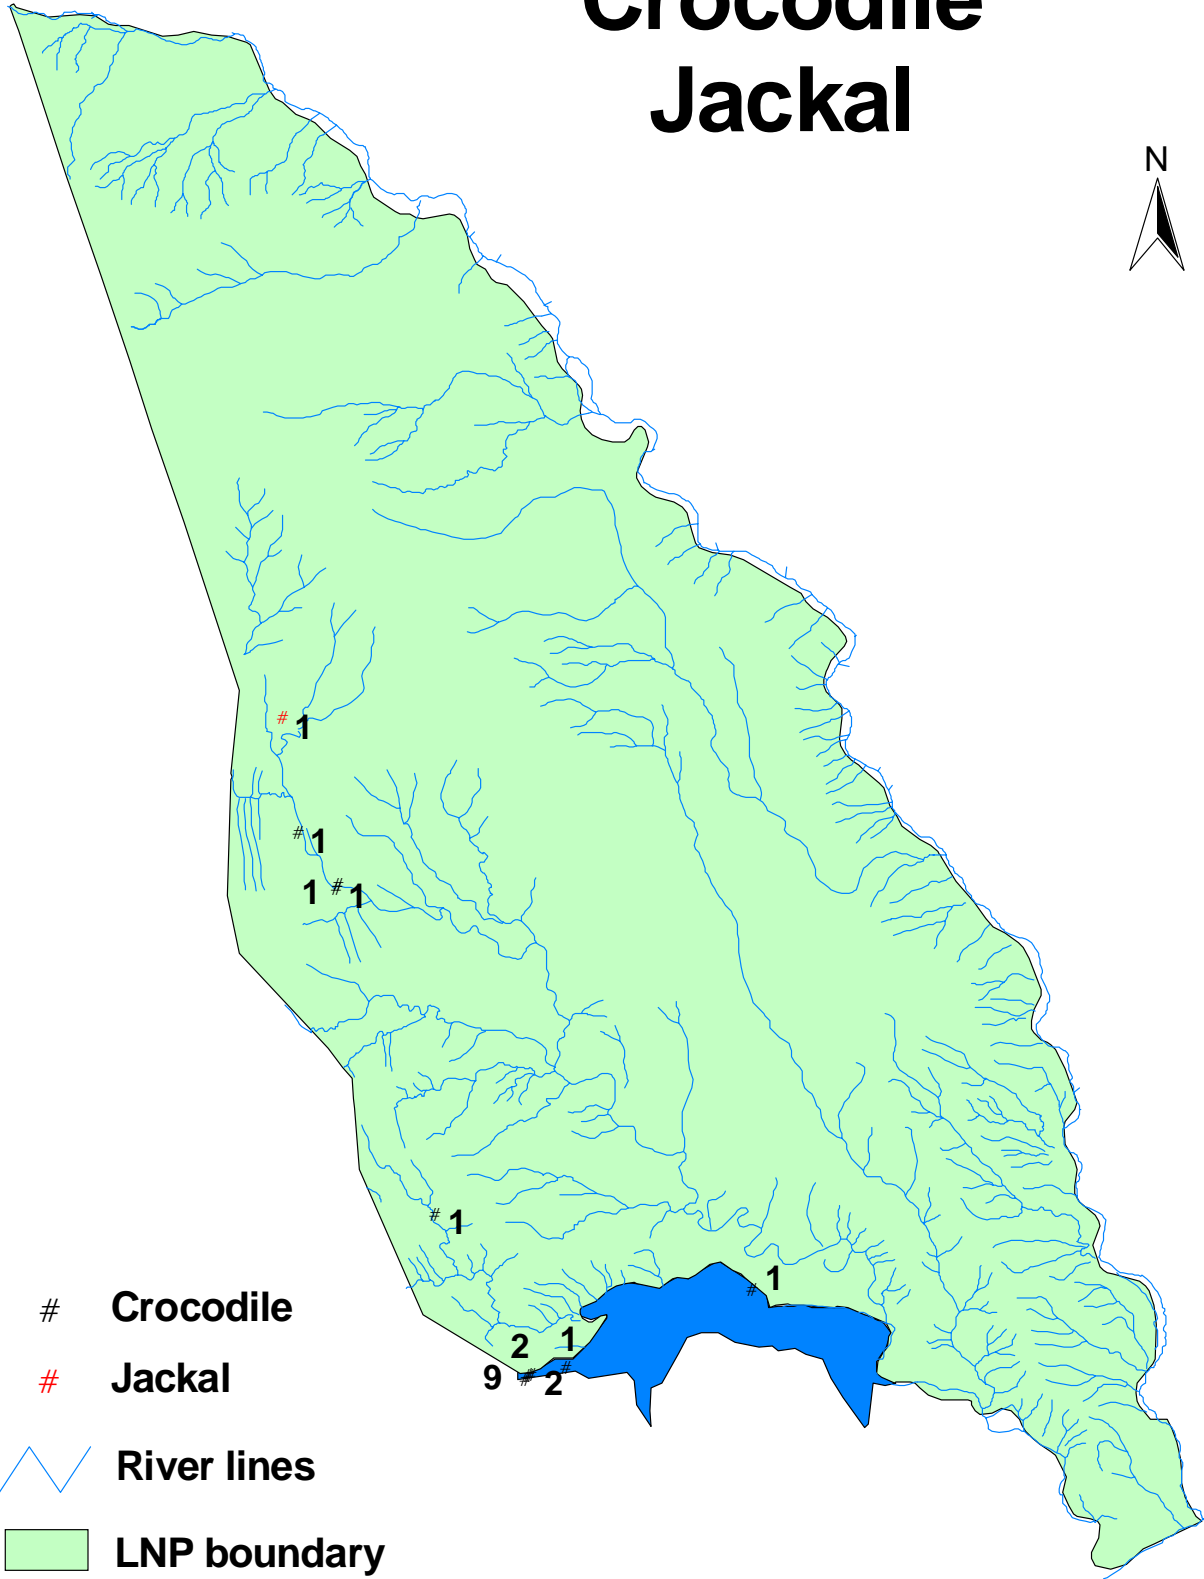 Crocodile
Jackal
N
# 1
# 1
1 # 1
# 1
# 1
2 1
9 # # 2 #
# Crocodile
# Jackal
River lines
LNP boundary